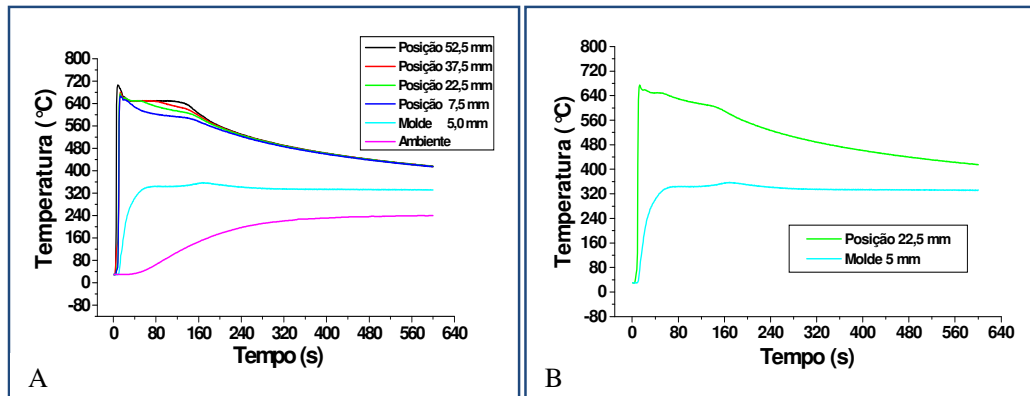 800
720
640
560
480
400
320
240
160
80
0
-80
Temperatura (°C)
Posição 52,5 mm
Posição 37,5 mm
Posição 22,5 mm
Posição 7,5 mm
Molde 5,0 mm
Ambiente
0 80 160 240 320 400 480 560 640
Tempo (s)
A
800
720
640
560
480
400
320
240
160
80
0
-80
Temperatura (°C)
Posição 22,5 mm
Molde 5 mm
0 80 160 240 320 400 480 560 640
Tempo (s)
B